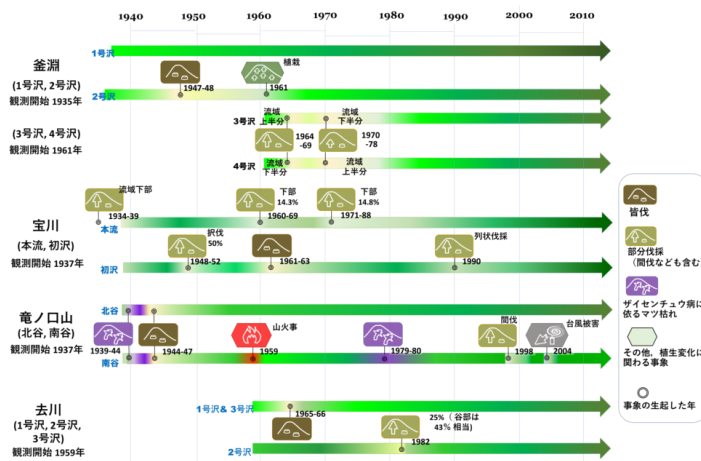 1940 1950 1960 1970 1980 1990 2000 2010
釜淵
(1号沢, 2号沢)
観測開始 1935年
1号沢
1947-48
植栽
1961
2号沢
(3号沢, 4号沢)
観測開始 1961年
3号沢
流域
上半分
流域
下半分
1964
-69
1970
-78
4号沢
流域
下半分
流域
上半分
宝川
(本流, 初沢)
観測開始 1937年
流域下部
1934-39
下部
14.3%
1960-69
下部
14.8%
1971-88
本流
択伐
50%
1948-52
1961-63
列状伐採
1990
初沢
竜ノ口山
(北谷, 南谷)
観測開始 1937年
北谷
1939-44
1944-47
山火事
1959
1979-80
間伐
1998
台風被害
2004
南谷
去川
(1号沢, 2号沢,
3号沢)
観測開始 1959年
1号沢& 3号沢
1965-66
25%（ 谷部は
43% 相当）
1982
2号沢
皆伐
部分伐採
（間伐なども含む）
ザイセンチュウ病に
依るマツ枯れ
その他，植生変化に
関わる事象
事象の生起した年